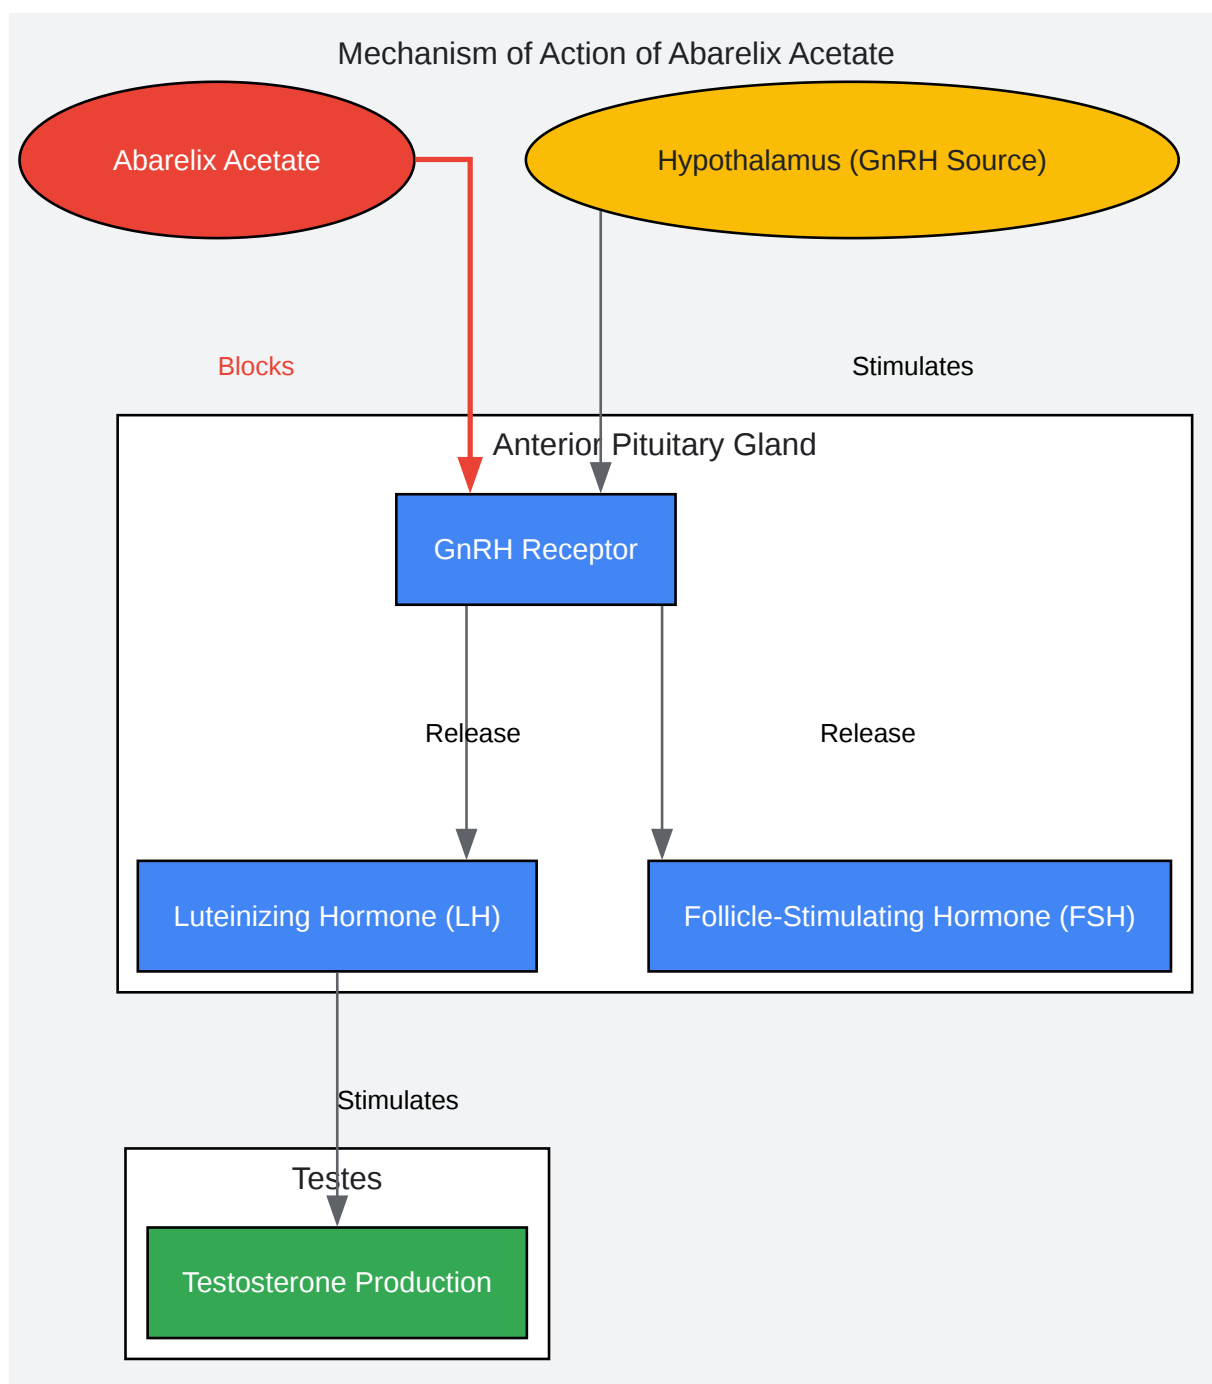 Mechanism of Action of Abarelix Acetate
Abarelix Acetate
Hypothalamus (GnRH Source)
Blocks
Stimulates
Anterior Pituitary Gland
GnRH Receptor
Release
Release
Luteinizing Hormone (LH)
Follicle-Stimulating Hormone (FSH)
Stimulates
Testes
Testosterone Production